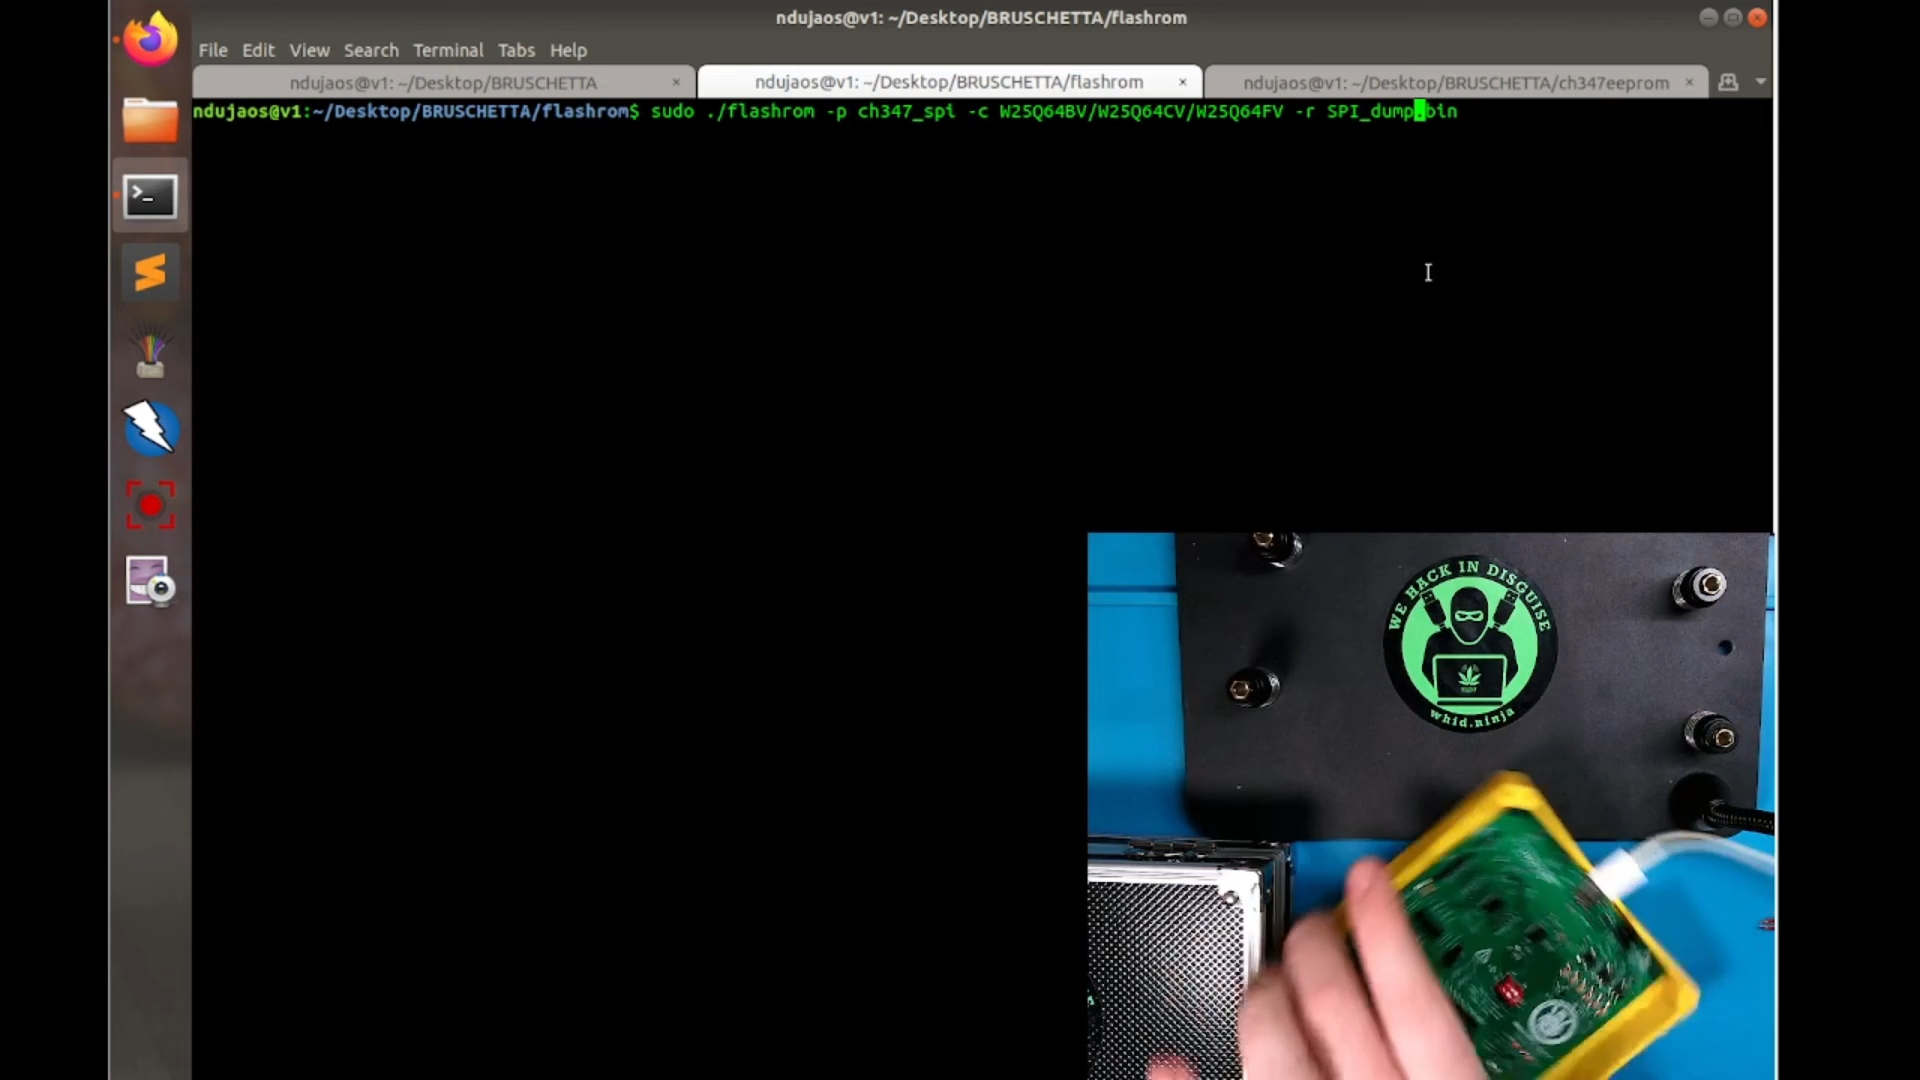 ndujaos@v1: ~/Desktop/BRUSCHETTA/flashrom
File Edit View Search Terminal Tabs Help
ndujaos@v1: ~/Desktop/BRUSCHETTA × ndujaos@v1: ~/Desktop/BRUSCHETTA/flashrom × ndujaos@v1: ~/Desktop/BRUSCHETTA/ch347eeprom ×
ndujaos@v1:~/Desktop/BRUSCHETTA/flashrom$ sudo ./flashrom -p ch347_spi -c W25Q64BV/W25Q64CV/W25Q64FV -r SPI_dump.bin
WE HACK IN DISGUISE
whid.ninja